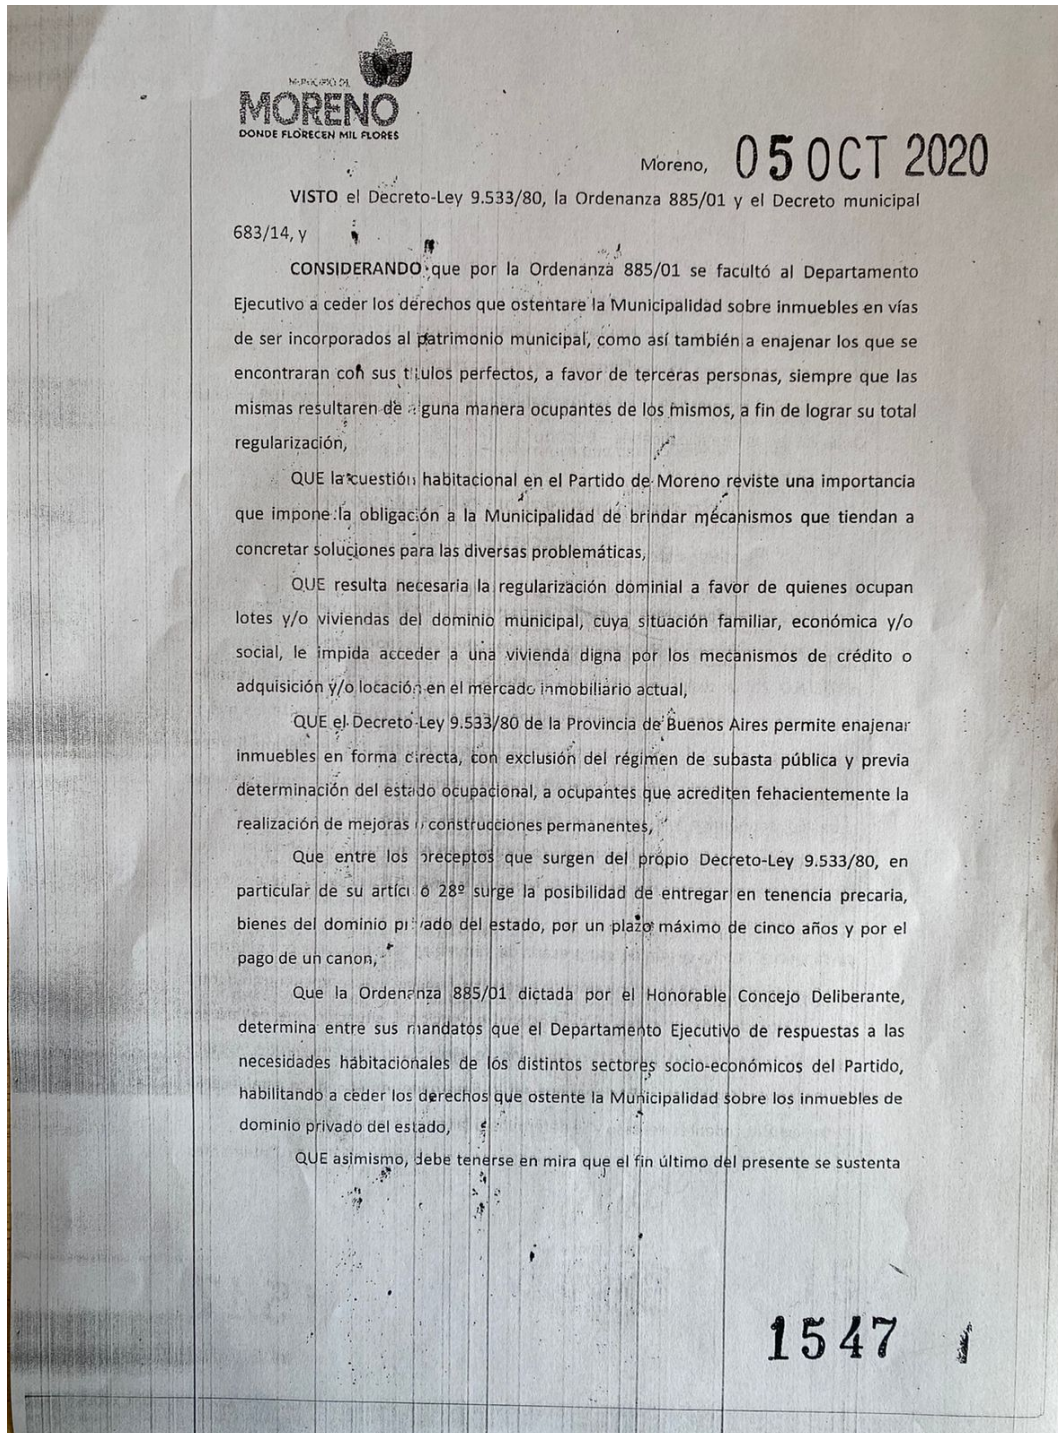 MUNICIPIO DE
MORENO
DONDE FLORECEN MIL FLORES
Moreno, 05 OCT 2020
VISTO el Decreto-Ley 9.533/80, la Ordenanza 885/01 y el Decreto municipal
683/14, y
CONSIDERANDO que por la Ordenanza 885/01 se facultó al Departamento
Ejecutivo a ceder los derechos que ostentare la Municipalidad sobre inmuebles en vías
de ser incorporados al patrimonio municipal, como así también a enajenar los que se
encontraran con sus títulos perfectos, a favor de terceras personas, siempre que las
mismas resultaren de alguna manera ocupantes de los mismos, a fin de lograr su total
regularización,
QUE la cuestión habitacional en el Partido de Moreno reviste una importancia
que impone la obligación a la Municipalidad de brindar mecanismos que tiendan a
concretar soluciones para las diversas problemáticas,
QUE resulta necesaria la regularización dominial a favor de quienes ocupan
lotes y/o viviendas del dominio municipal, cuya situación familiar, económica y/o
social, le impida acceder a una vivienda digna por los mecanismos de crédito o
adquisición y/o locación en el mercado inmobiliario actual,
QUE el Decreto-Ley 9.533/80 de la Provincia de Buenos Aires permite enajenar
inmuebles en forma directa, con exclusión del régimen de subasta pública y previa
determinación del estado ocupacional, a ocupantes que acrediten fehacientemente la
realización de mejoras o construcciones permanentes,
Que entre los preceptos que surgen del propio Decreto-Ley 9.533/80, en
particular de su artículo 28º surge la posibilidad de entregar en tenencia precaria,
bienes del dominio privado del estado, por un plazo máximo de cinco años y por el
pago de un canon,
Que la Ordenanza 885/01 dictada por el Honorable Concejo Deliberante,
determina entre sus mandatos que el Departamento Ejecutivo de respuestas a las
necesidades habitacionales de los distintos sectores socio-económicos del Partido,
habilitando a ceder los derechos que ostente la Municipalidad sobre los inmuebles de
dominio privado del estado,
QUE asimismo, debe tenerse en mira que el fin último del presente se sustenta
1547